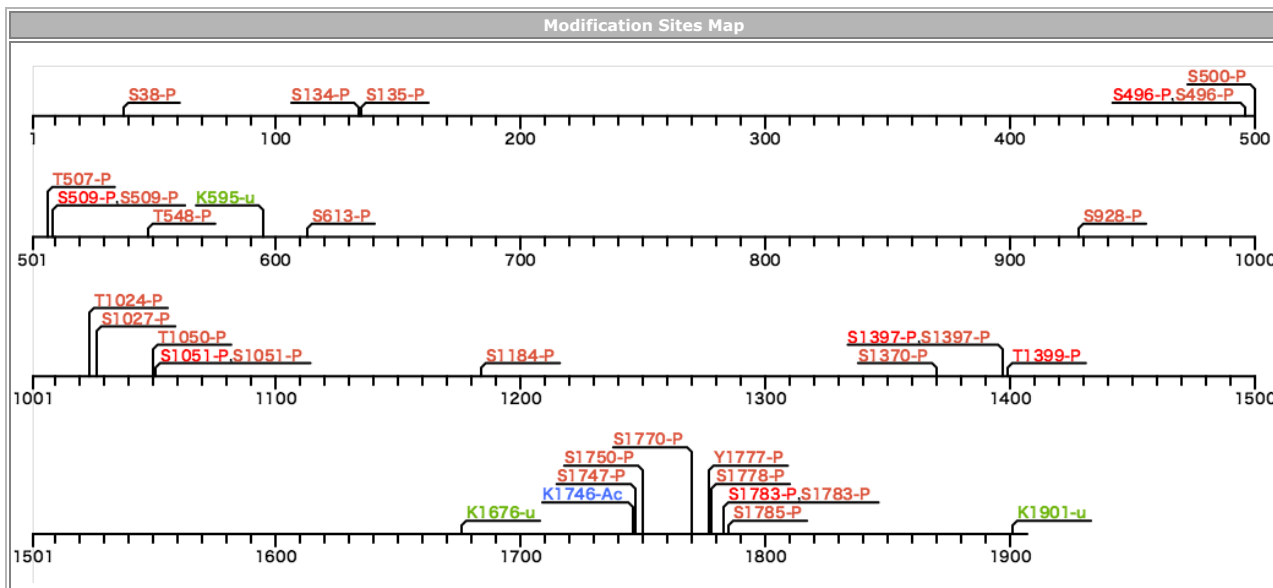 Modification Sites Map
S500-P
S38-P S134-P S135-P S496-P,S496-P
1 100 200 300 400 500
T507-P
S509-P,S509-P K595-u
T548-P S613-P S928-P
501 600 700 800 900 1000
T1024-P
S1027-P
T1050-P S1397-P,S1397-P
S1051-P,S1051-P S1184-P S1370-P T1399-P
1001 1100 1200 1300 1400 1500
S1770-P
S1750-P Y1777-P
S1747-P S1778-P
K1746-Ac S1783-P,S1783-P
K1676-u S1785-P K1901-u
1501 1600 1700 1800 1900